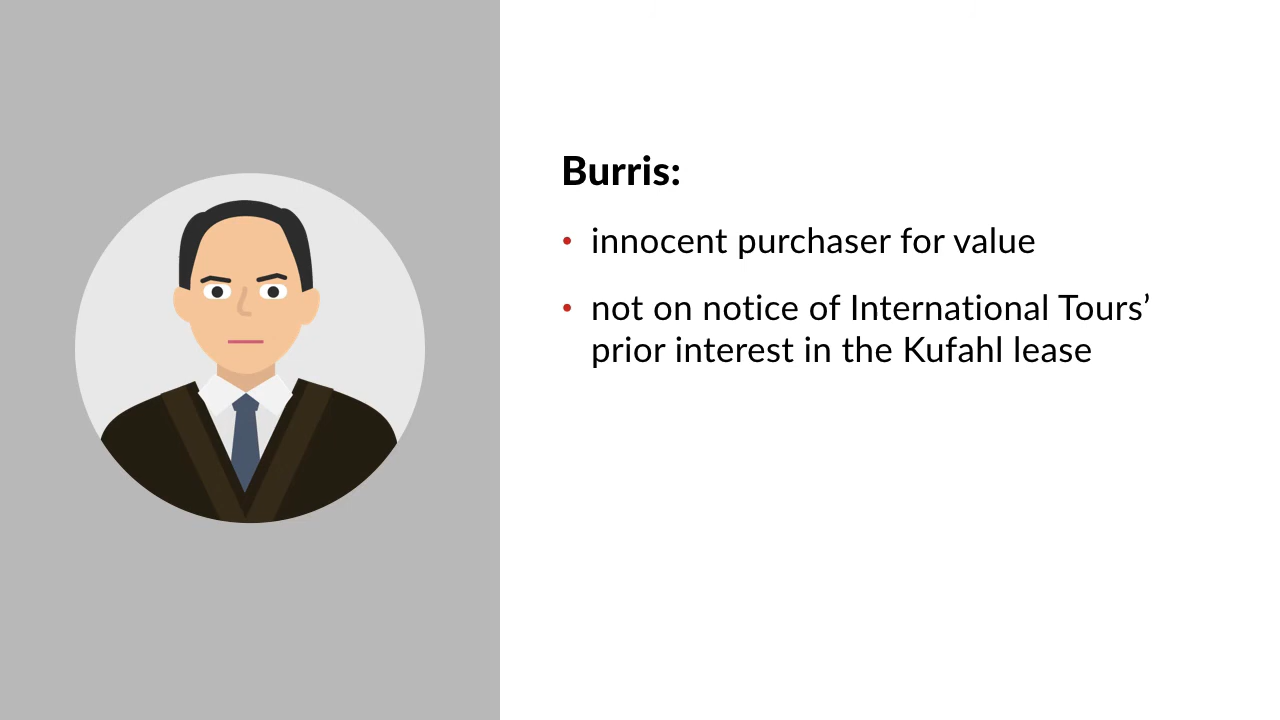 Burris:
• innocent purchaser for value
• not on notice of International Tours’
prior interest in the Kufahl lease